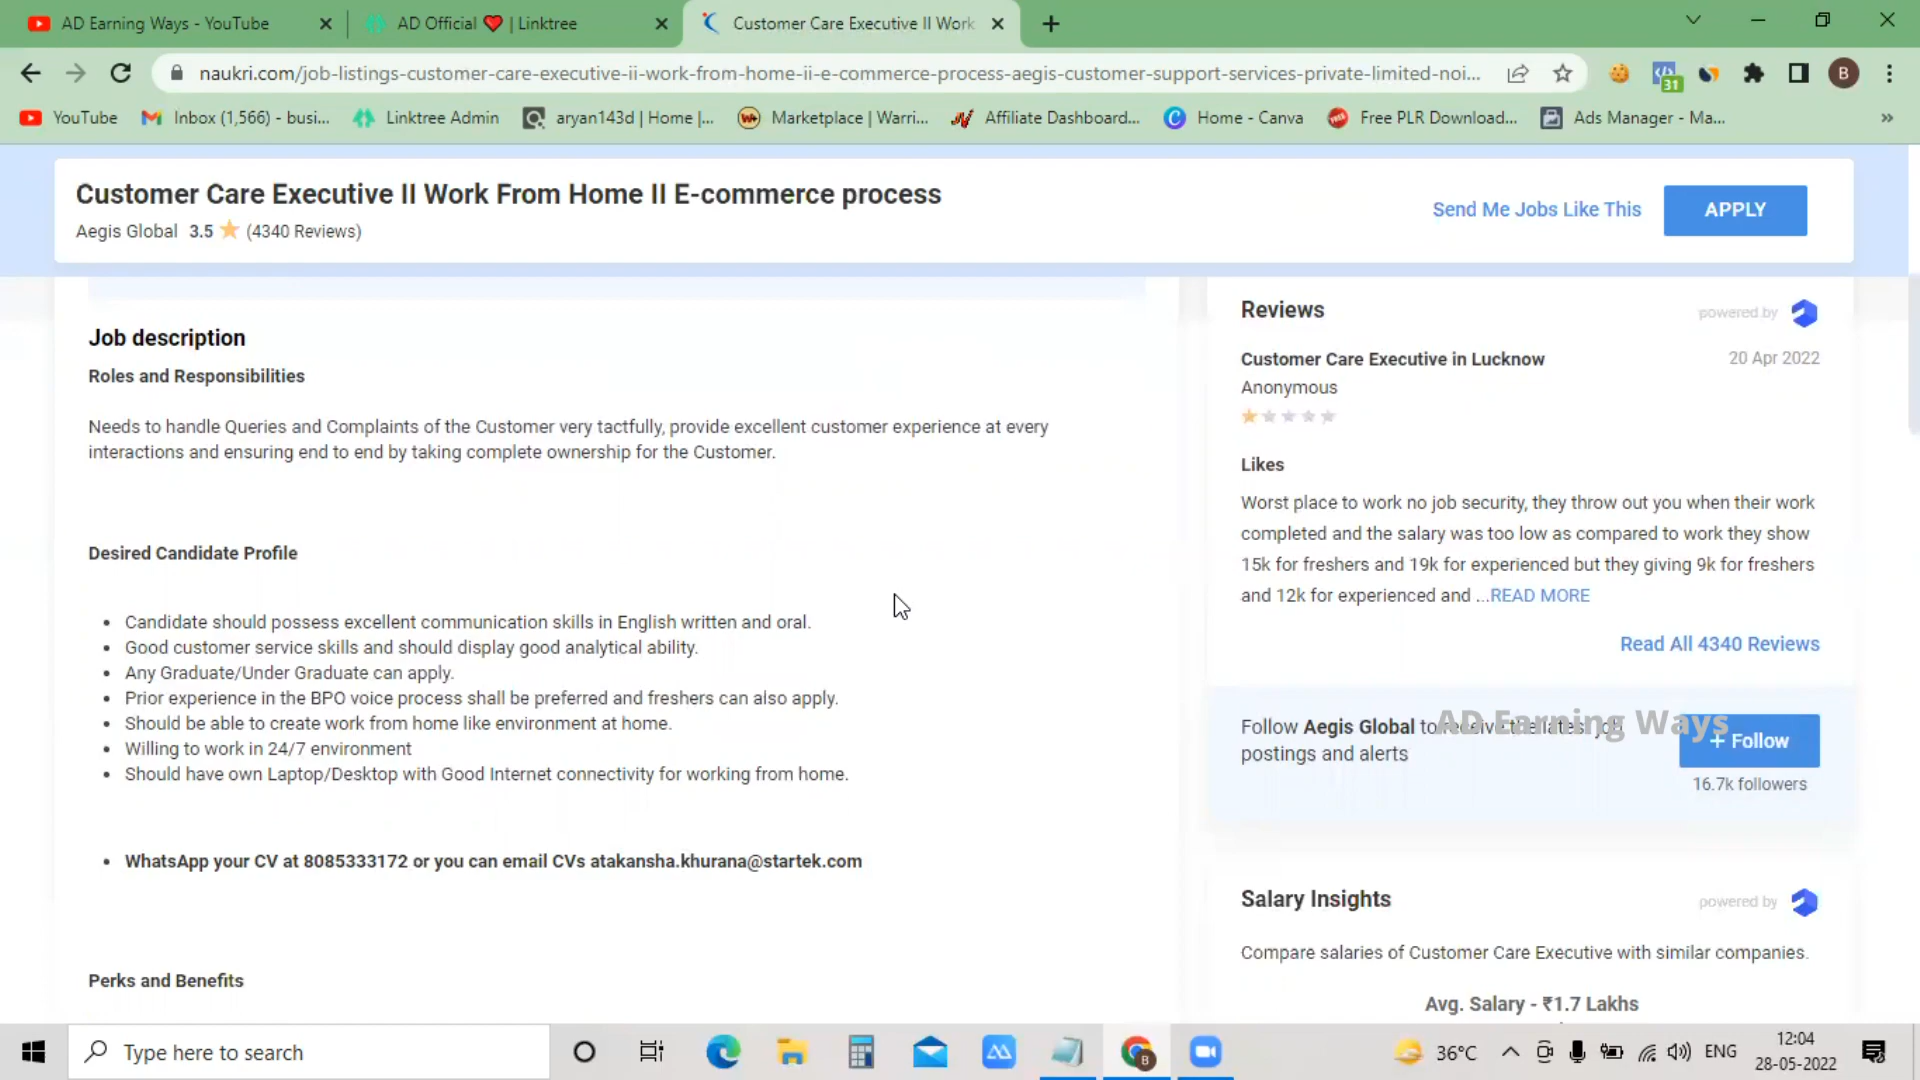 AD Earning Ways - YouTube
AD Official ❤ | Linktree
Customer Care Executive II Work
naukri.com/job-listings-customer-care-executive-ii-work-from-home-ii-e-commerce-process-aegis-customer-support-services-private-limited-noi...
31
B
YouTube
Inbox (1,566) - busi...
Linktree Admin
aryan143d | Home |...
Marketplace | Warri...
Affiliate Dashboard...
Home - Canva
Free PLR Download...
Ads Manager - Ma...
»
Customer Care Executive II Work From Home II E-commerce process
Aegis Global 3.5 ★ (4340 Reviews)
Send Me Jobs Like This
APPLY
Job description
Roles and Responsibilities
Needs to handle Queries and Complaints of the Customer very tactfully, provide excellent customer experience at every
interactions and ensuring end to end by taking complete ownership for the Customer.
Desired Candidate Profile
• Candidate should possess excellent communication skills in English written and oral.
• Good customer service skills and should display good analytical ability.
• Any Graduate/Under Graduate can apply.
• Prior experience in the BPO voice process shall be preferred and freshers can also apply.
• Should be able to create work from home like environment at home.
• Willing to work in 24/7 environment
• Should have own Laptop/Desktop with Good Internet connectivity for working from home.
• WhatsApp your CV at 8085333172 or you can email CVs atakansha.khurana@startek.com
Perks and Benefits
Reviews
powered by
Customer Care Executive in Lucknow
20 Apr 2022
Anonymous
Likes
Worst place to work no job security, they throw out you when their work
completed and the salary was too low as compared to work they show
15k for freshers and 19k for experienced but they giving 9k for freshers
and 12k for experienced and ...READ MORE
Read All 4340 Reviews
Follow Aegis Global to receive the latest job
postings and alerts
AD Earning Ways
+ Follow
16.7k followers
Salary Insights
powered by
Compare salaries of Customer Care Executive with similar companies.
Avg. Salary - ₹1.7 Lakhs
Type here to search
B
36°C
ENG
12:04
28-05-2022